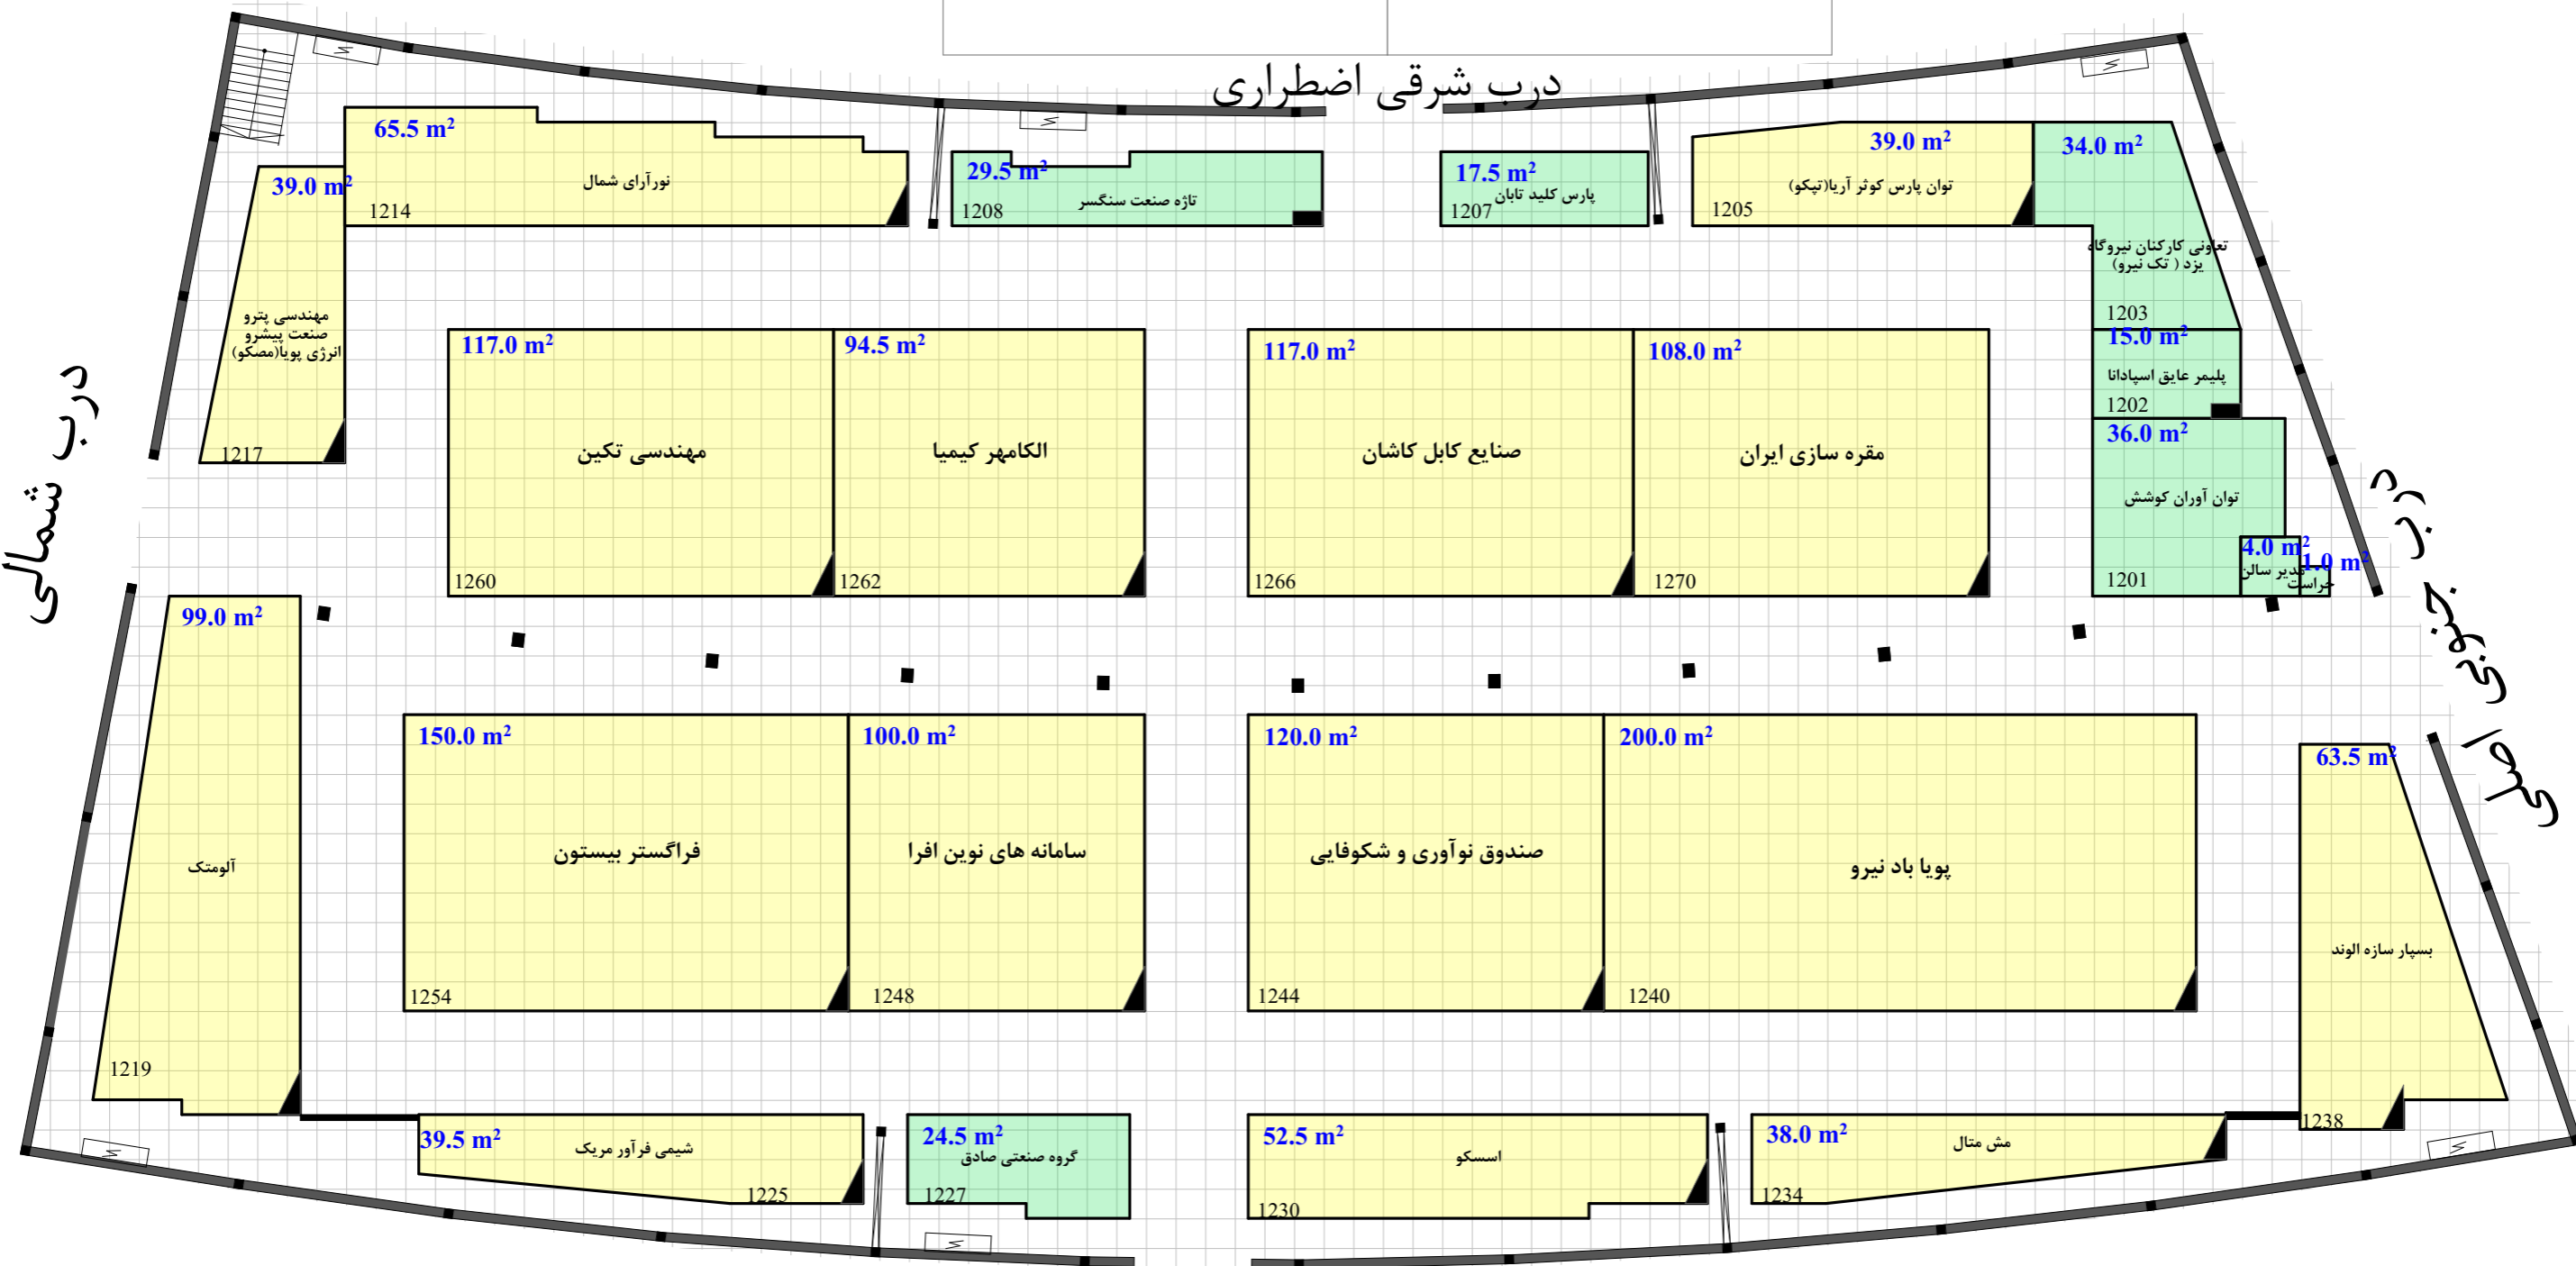 درب شرقی اضطراری
65.5 m²
نورآرای شمال
1214
39.0 m²
مهندسی پترو
صنعت پیشرو
انرژی پویا(مصکو)
1217
29.5 m²
تاژه صنعت سنگسر
1208
17.5 m²
پارس کلید تابان
1207
39.0 m²
توان پارس کوثر آریا(تپکو)
1205
34.0 m²
تعاونی کارکنان نیروگاه
یزد ( تک نیرو)
1203
15.0 m²
پلیمر عایق اسپادانا
1202
36.0 m²
توان آوران کوشش
1201
4.0 m²
مدیر سالن
1.0 m²
حراست
درب شمالی
117.0 m²
مهندسی تکین
1260
94.5 m²
الکامهر کیمیا
1262
117.0 m²
صنایع کابل کاشان
1266
108.0 m²
مقره سازی ایران
1270
درب جنوبی اصلی
99.0 m²
آلومتک
1219
150.0 m²
فراگستر بیستون
1254
100.0 m²
سامانه های نوین افرا
1248
120.0 m²
صندوق نوآوری و شکوفایی
1244
200.0 m²
پویا باد نیرو
1240
63.5 m²
بسپار سازه الوند
1238
39.5 m²
شیمی فرآور مریک
1225
24.5 m²
گروه صنعتی صادق
1227
52.5 m²
اسسکو
1230
38.0 m²
مش متال
1234